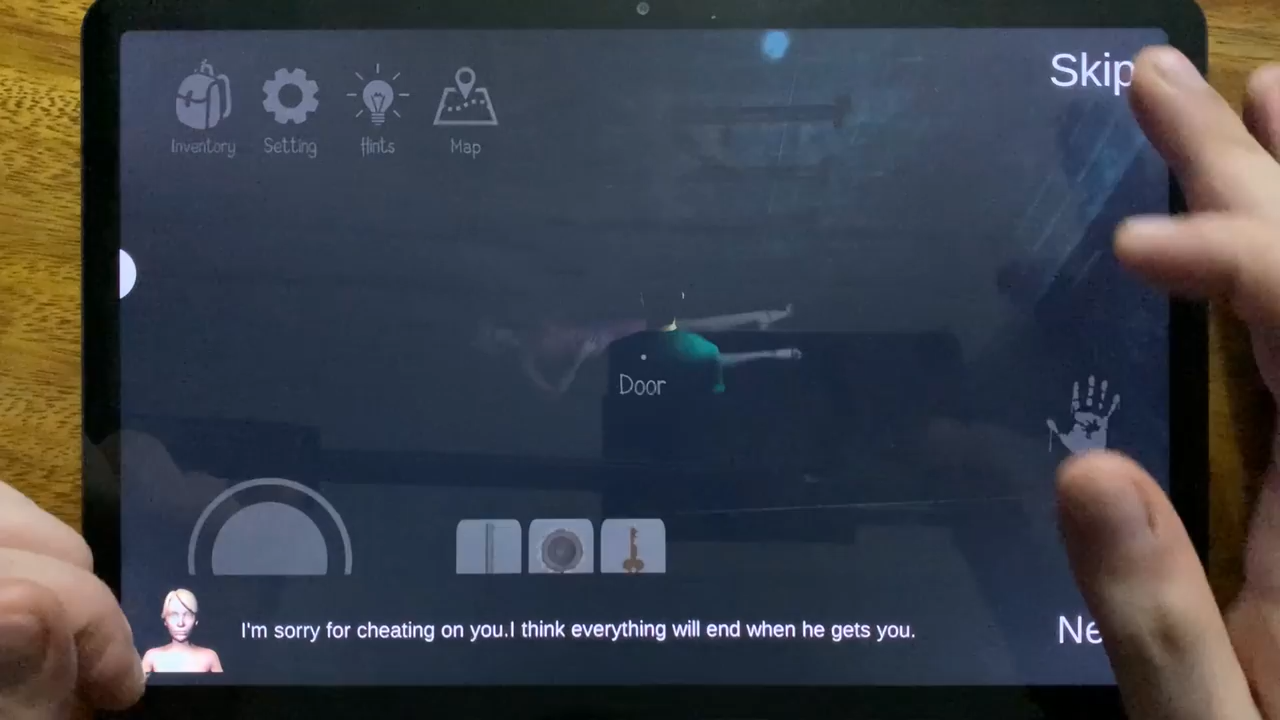 Skip
Inventory
Setting
Hints
Map
Door
I'm sorry for cheating on you.I think everything will end when he gets you.